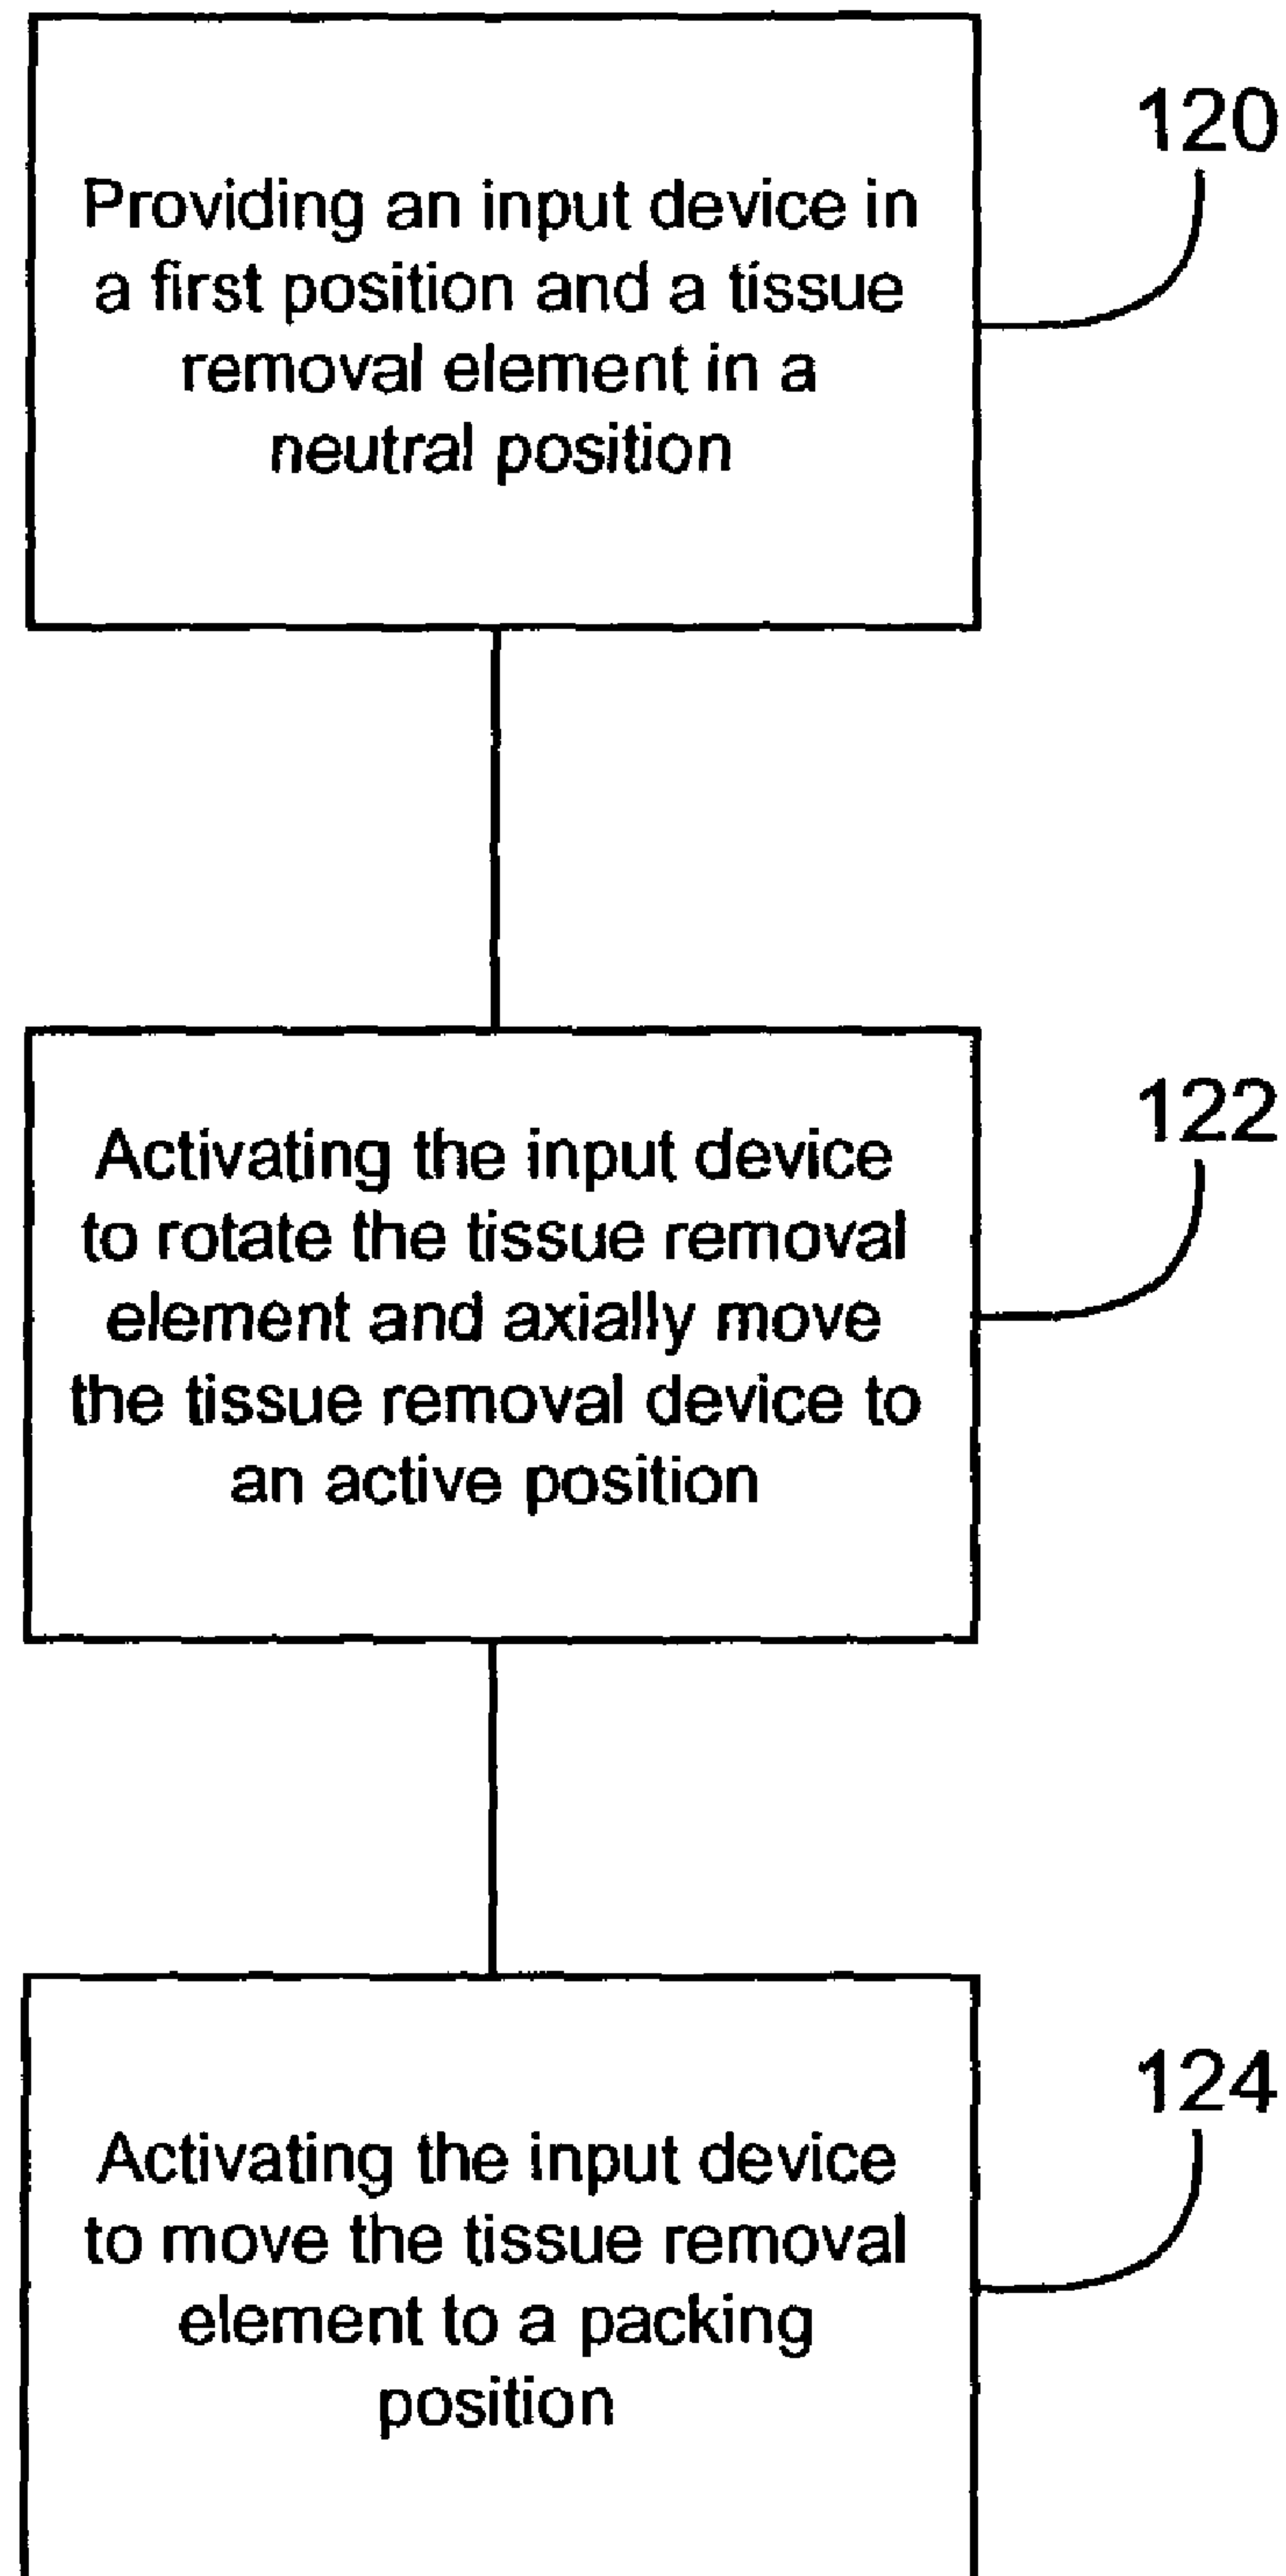 120
Providing an input device in
a first position and a tissue
removal element in a
neutral position
122
Activating the input device
to rotate the tissue removal
element and axially move
the tissue removal device to
an active position
124
Activating the input device
to move the tissue removal
element to a packing
position